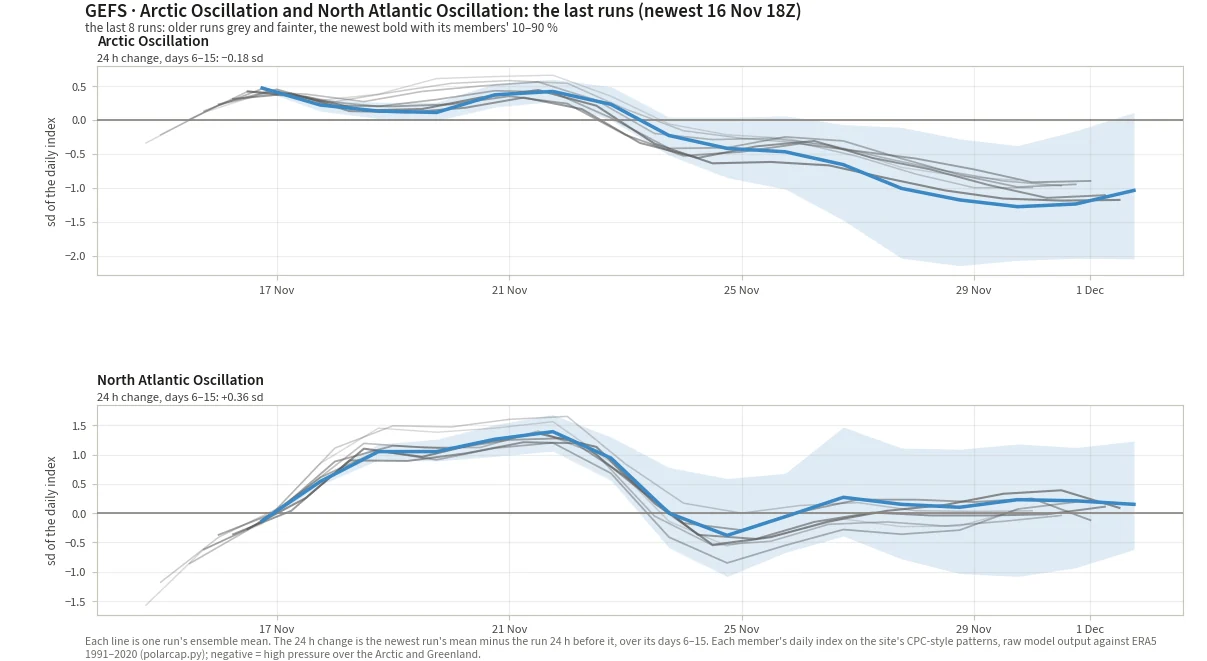 GEFS · Arctic Oscillation and North Atlantic Oscillation: the last runs (newest 16 Nov 18Z)
the last 8 runs: older runs grey and fainter, the newest bold with its members' 10–90 %
Arctic Oscillation
24 h change, days 6–15: −0.18 sd
sd of the daily index
0.5
0.0
−0.5
−1.0
−1.5
−2.0
17 Nov
21 Nov
25 Nov
29 Nov
1 Dec
North Atlantic Oscillation
24 h change, days 6–15: +0.36 sd
sd of the daily index
1.5
1.0
0.5
0.0
−0.5
−1.0
−1.5
17 Nov
21 Nov
25 Nov
29 Nov
1 Dec
Each line is one run's ensemble mean. The 24 h change is the newest run's mean minus the run 24 h before it, over its days 6–15. Each member's daily index on the site's CPC-style patterns, raw model output against ERA5
1991–2020 (polarcap.py); negative = high pressure over the Arctic and Greenland.